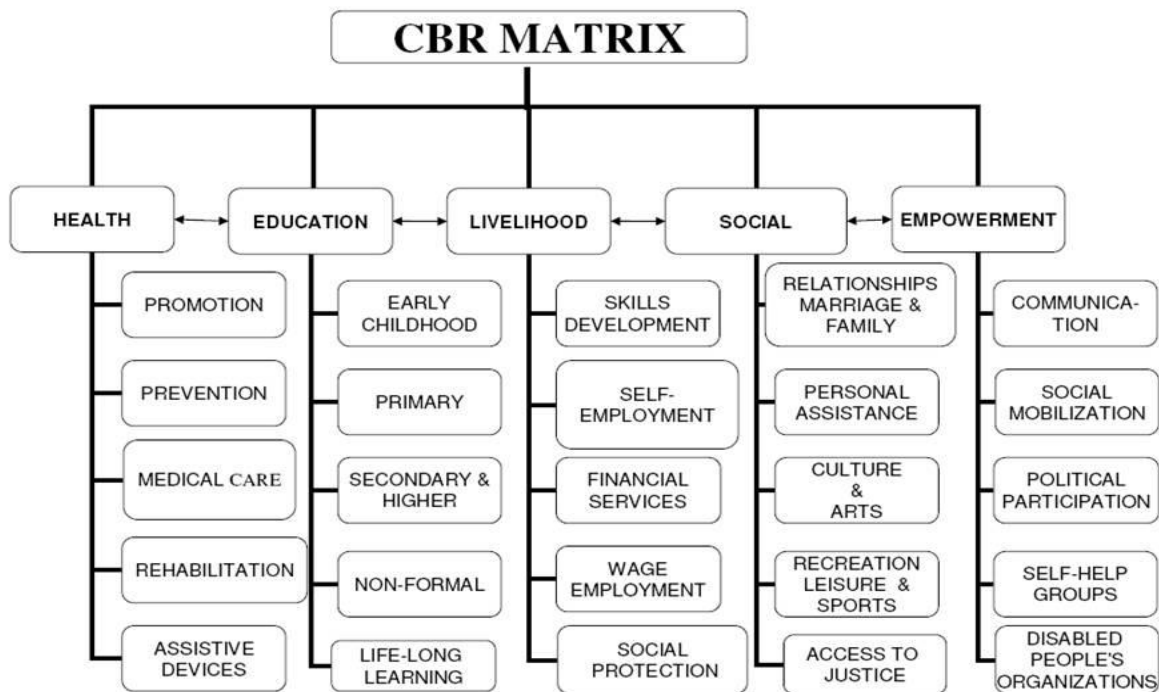 CBR MATRIX
HEALTH
EDUCATION
LIVELIHOOD
SOCIAL
EMPOWERMENT
PROMOTION
PREVENTION
MEDICAL CARE
REHABILITATION
ASSISTIVE
DEVICES
EARLY
CHILDHOOD
PRIMARY
SECONDARY &
HIGHER
NON-FORMAL
LIFE-LONG
LEARNING
SKILLS
DEVELOPMENT
SELF-
EMPLOYMENT
FINANCIAL
SERVICES
WAGE
EMPLOYMENT
SOCIAL
PROTECTION
RELATIONSHIPS
MARRIAGE &
FAMILY
PERSONAL
ASSISTANCE
CULTURE
&
ARTS
RECREATION
LEISURE &
SPORTS
ACCESS TO
JUSTICE
COMMUNICA-
TION
SOCIAL
MOBILIZATION
POLITICAL
PARTICIPATION
SELF-HELP
GROUPS
DISABLED
PEOPLE'S
ORGANIZATIONS